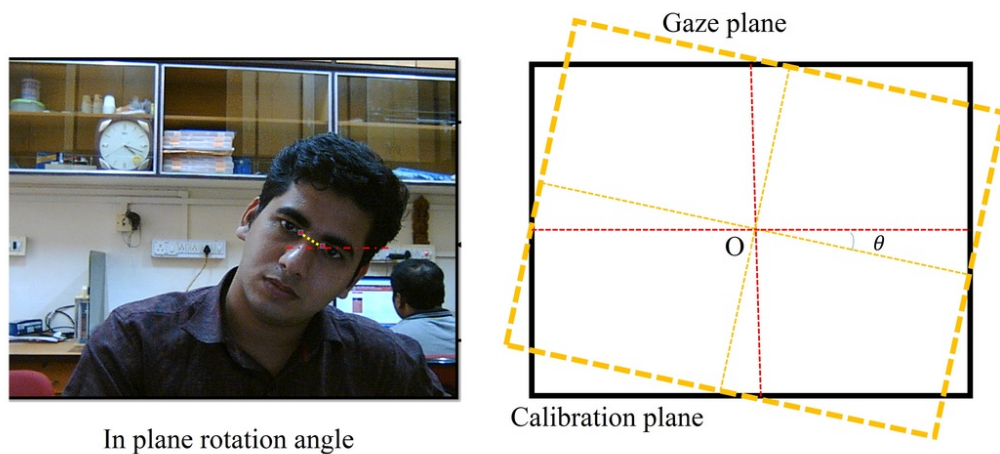 Gaze plane
O
θ
Calibration plane
In plane rotation angle